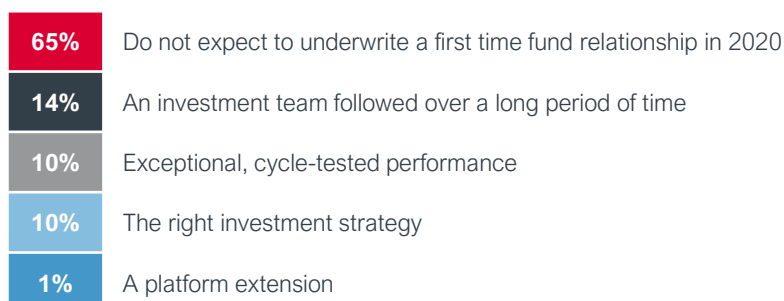 65% Do not expect to underwrite a first time fund relationship in 2020
14% An investment team followed over a long period of time
10% Exceptional, cycle-tested performance
10% The right investment strategy
1% A platform extension